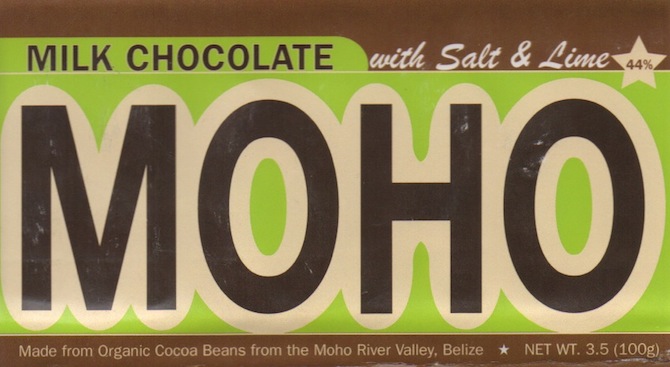 MILK CHOCOLATE with Salt & Lime 44%
MOHO
Made from Organic Cocoa Beans from the Moho River Valley, Belize ★ NET WT. 3.5 (100g)